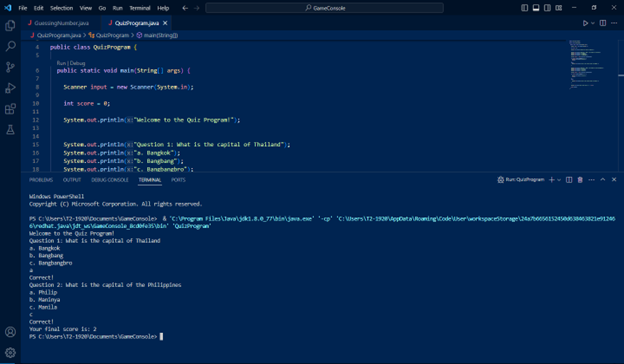 File Edit Selection View Go Run Terminal Help
GameConsole
GuessingNumber.java
QuizProgram.java
QuizProgram.java > QuizProgram > main(String[])
4 public class QuizProgram {
5
Run | Debug
6 public static void main(String[] args) {
7
8 Scanner input = new Scanner(System.in);
9
10 int score = 0;
11
12 System.out.println(x:"Welcome to the Quiz Program!");
13
14
15 System.out.println(x:"Question 1: What is the capital of Thailand");
16 System.out.println(x:"a. Bangkok");
17 System.out.println(x:"b. Bangbang");
18 System.out.println(x:"c. Bangbangbro");
PROBLEMS OUTPUT DEBUG CONSOLE TERMINAL PORTS
Run: QuizProgram
Windows PowerShell
Copyright (C) Microsoft Corporation. All rights reserved.
PS C:\Users\T2-1920\Documents\GameConsole> & 'C:\Program Files\Java\jdk1.8.0_77\bin\java.exe' '-cp' 'C:\Users\T2-1920\AppData\Roaming\Code\User\workspaceStorage\
\redhat.java\jdt_ws\GameConsole_8cd0fe35\bin' 'QuizProgram'
Welcome to the Quiz Program!
Question 1: What is the capital of Thailand
a. Bangkok
b. Bangbang
c. Bangbangbro
a
Correct!
Question 2: What is the capital of the Philippines
a. Philip
b. Maninya
c. Manila
c
Correct!
Your final score is: 2
PS C:\Users\T2-1920\Documents\GameConsole>